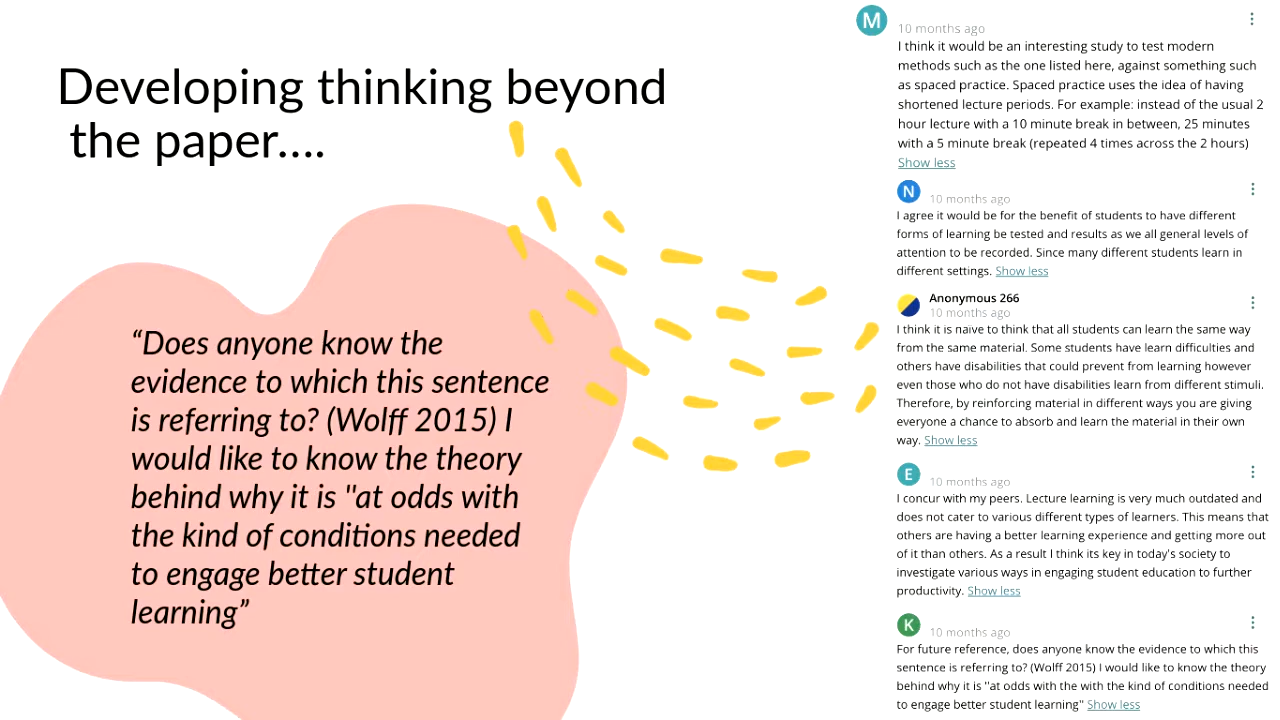 Developing thinking beyond
the paper....
“Does anyone know the
evidence to which this sentence
is referring to? (Wolff 2015) I
would like to know the theory
behind why it is "at odds with
the kind of conditions needed
to engage better student
learning”
M
10 months ago
I think it would be an interesting study to test modern
methods such as the one listed here, against something such
as spaced practice. Spaced practice uses the idea of having
shortened lecture periods. For example: instead of the usual 2
hour lecture with a 10 minute break in between, 25 minutes
with a 5 minute break (repeated 4 times across the 2 hours)
Show less
N
10 months ago
I agree it would be for the benefit of students to have different
forms of learning be tested and results as we all general levels of
attention to be recorded. Since many different students learn in
different settings. Show less
Anonymous 266
10 months ago
I think it is naive to think that all students can learn the same way
from the same material. Some students have learn difficulties and
others have disabilities that could prevent from learning however
even those who do not have disabilities learn from different stimuli.
Therefore, by reinforcing material in different ways you are giving
everyone a chance to absorb and learn the material in their own
way. Show less
E
10 months ago
I concur with my peers. Lecture learning is very much outdated and
does not cater to various different types of learners. This means that
others are having a better learning experience and getting more out
of it than others. As a result I think its key in today's society to
investigate various ways in engaging student education to further
productivity. Show less
K
10 months ago
For future reference, does anyone know the evidence to which this
sentence is referring to? (Wolff 2015) I would like to know the theory
behind why it is "at odds with the with the kind of conditions needed
to engage better student learning" Show less